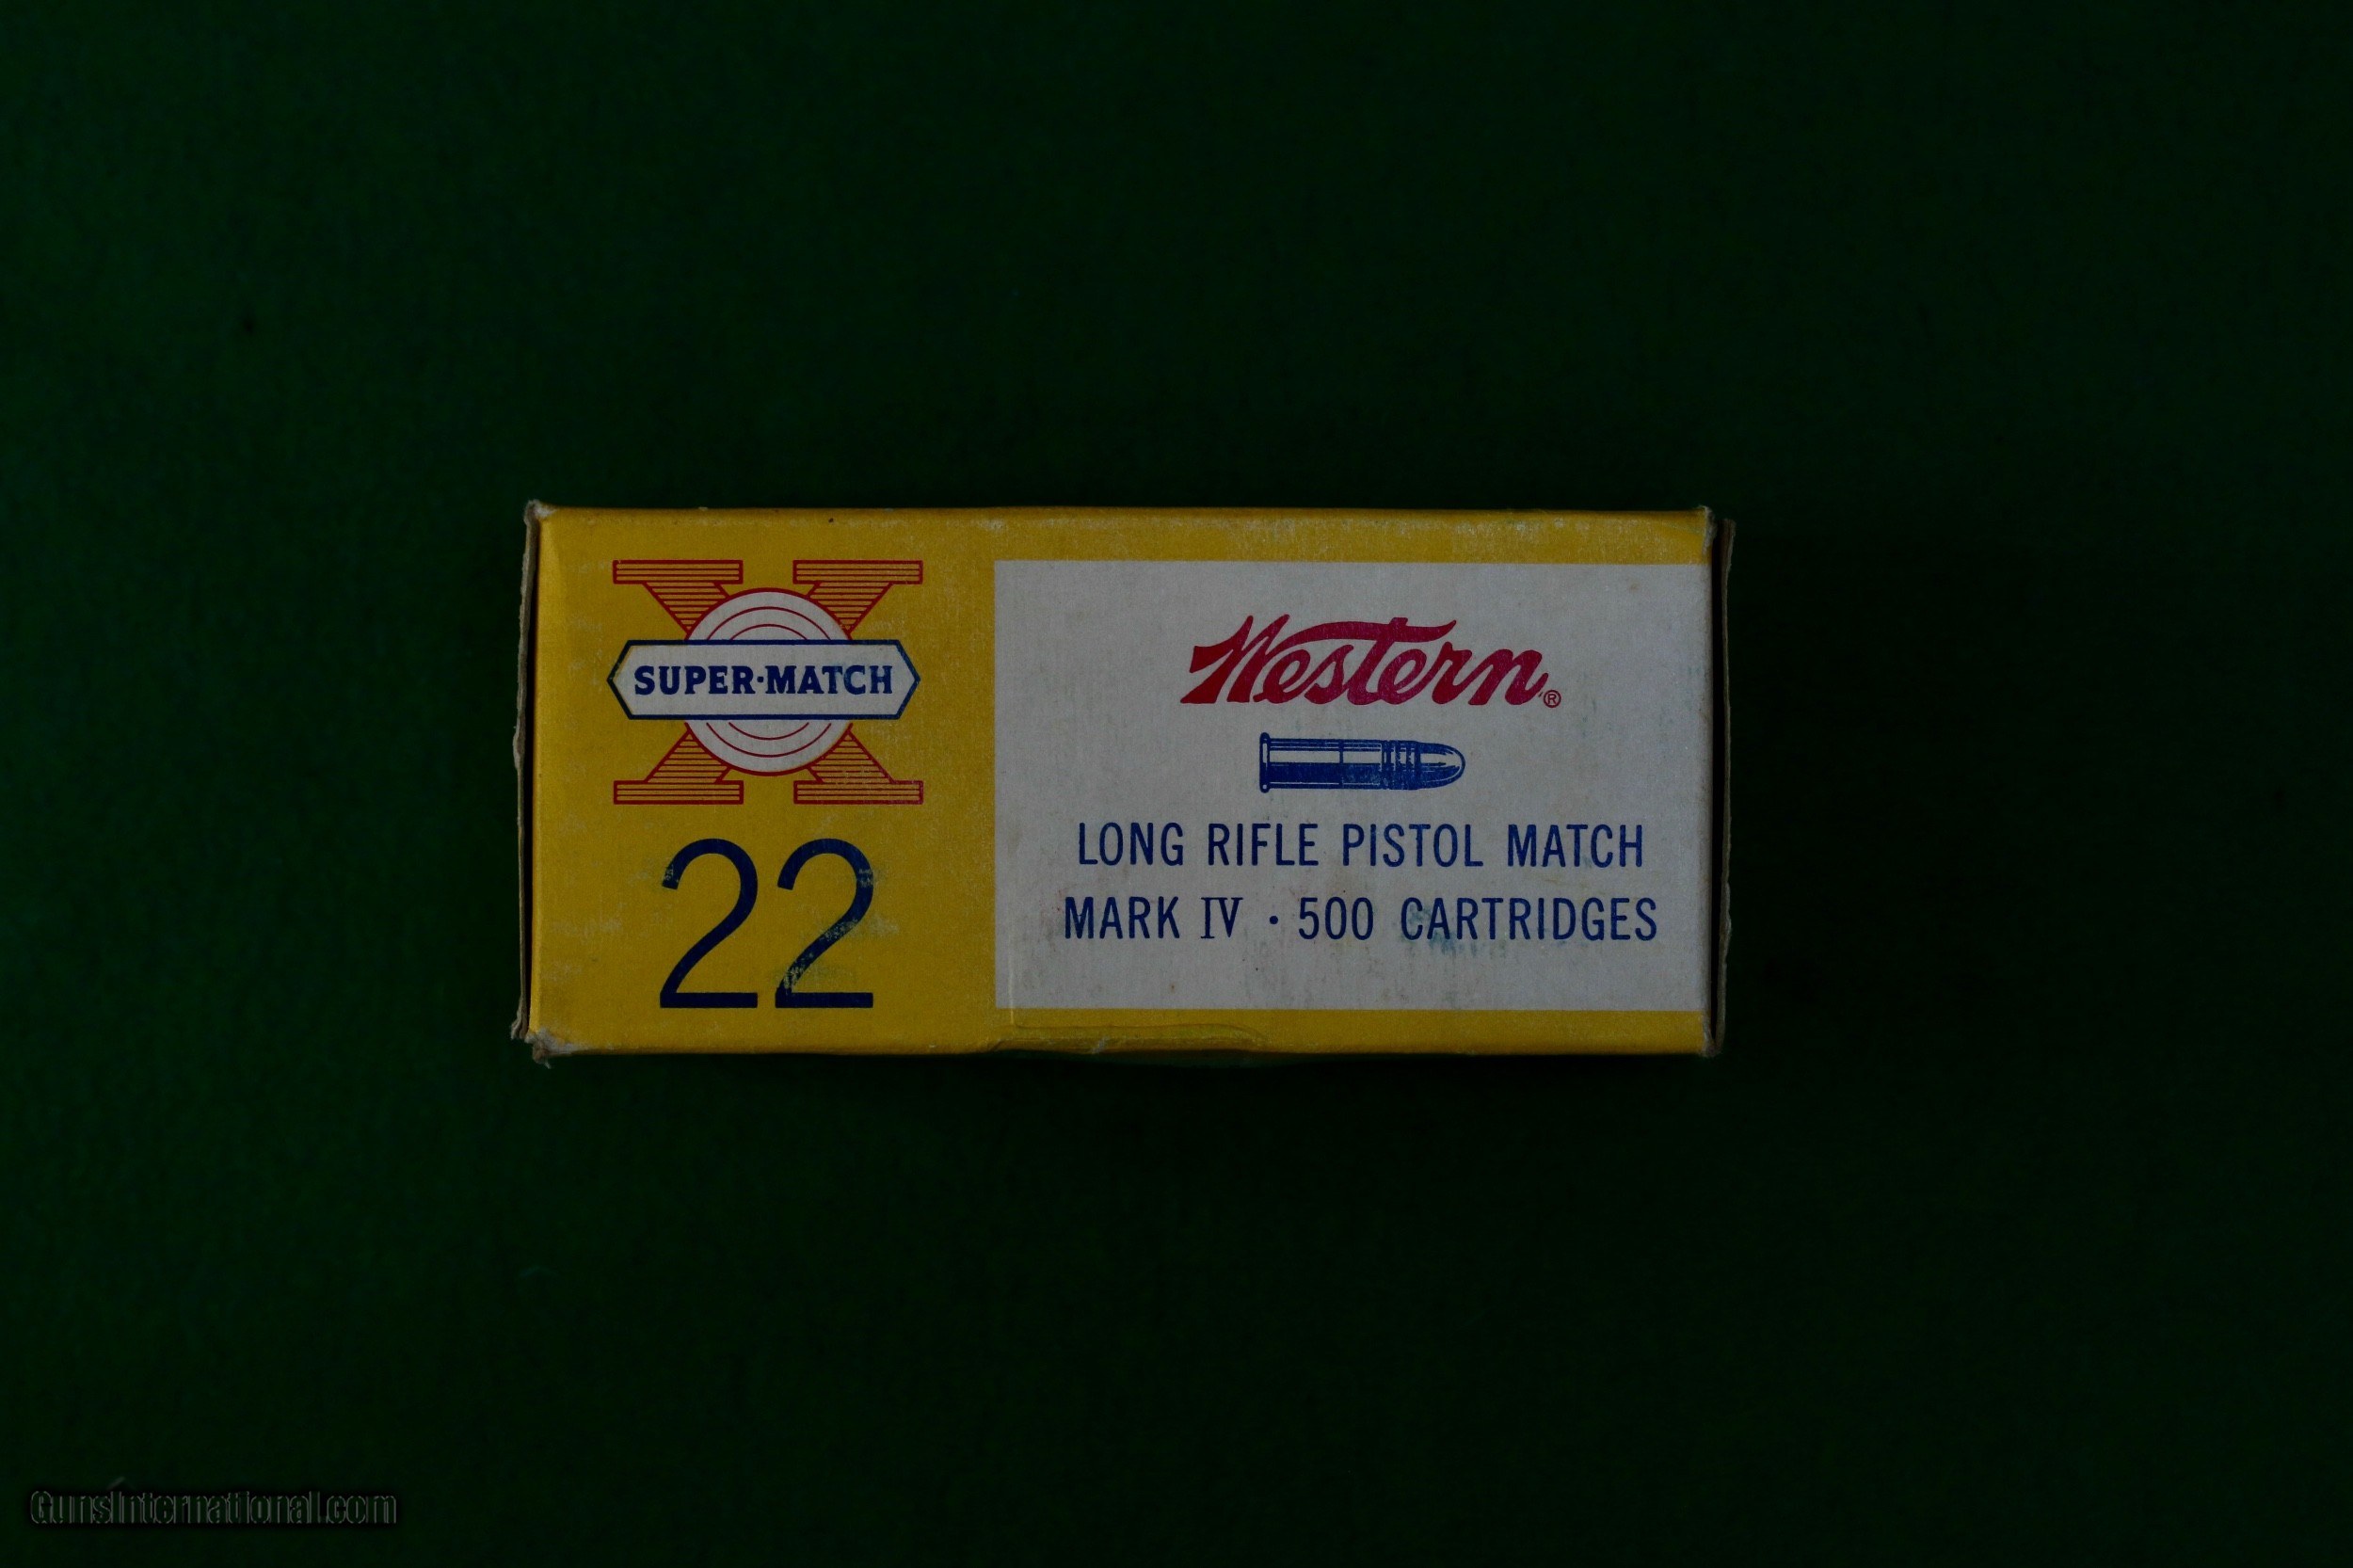 SUPER·MATCH
22
Western®
LONG RIFLE PISTOL MATCH
MARK IV · 500 CARTRIDGES
GunsInternational.com